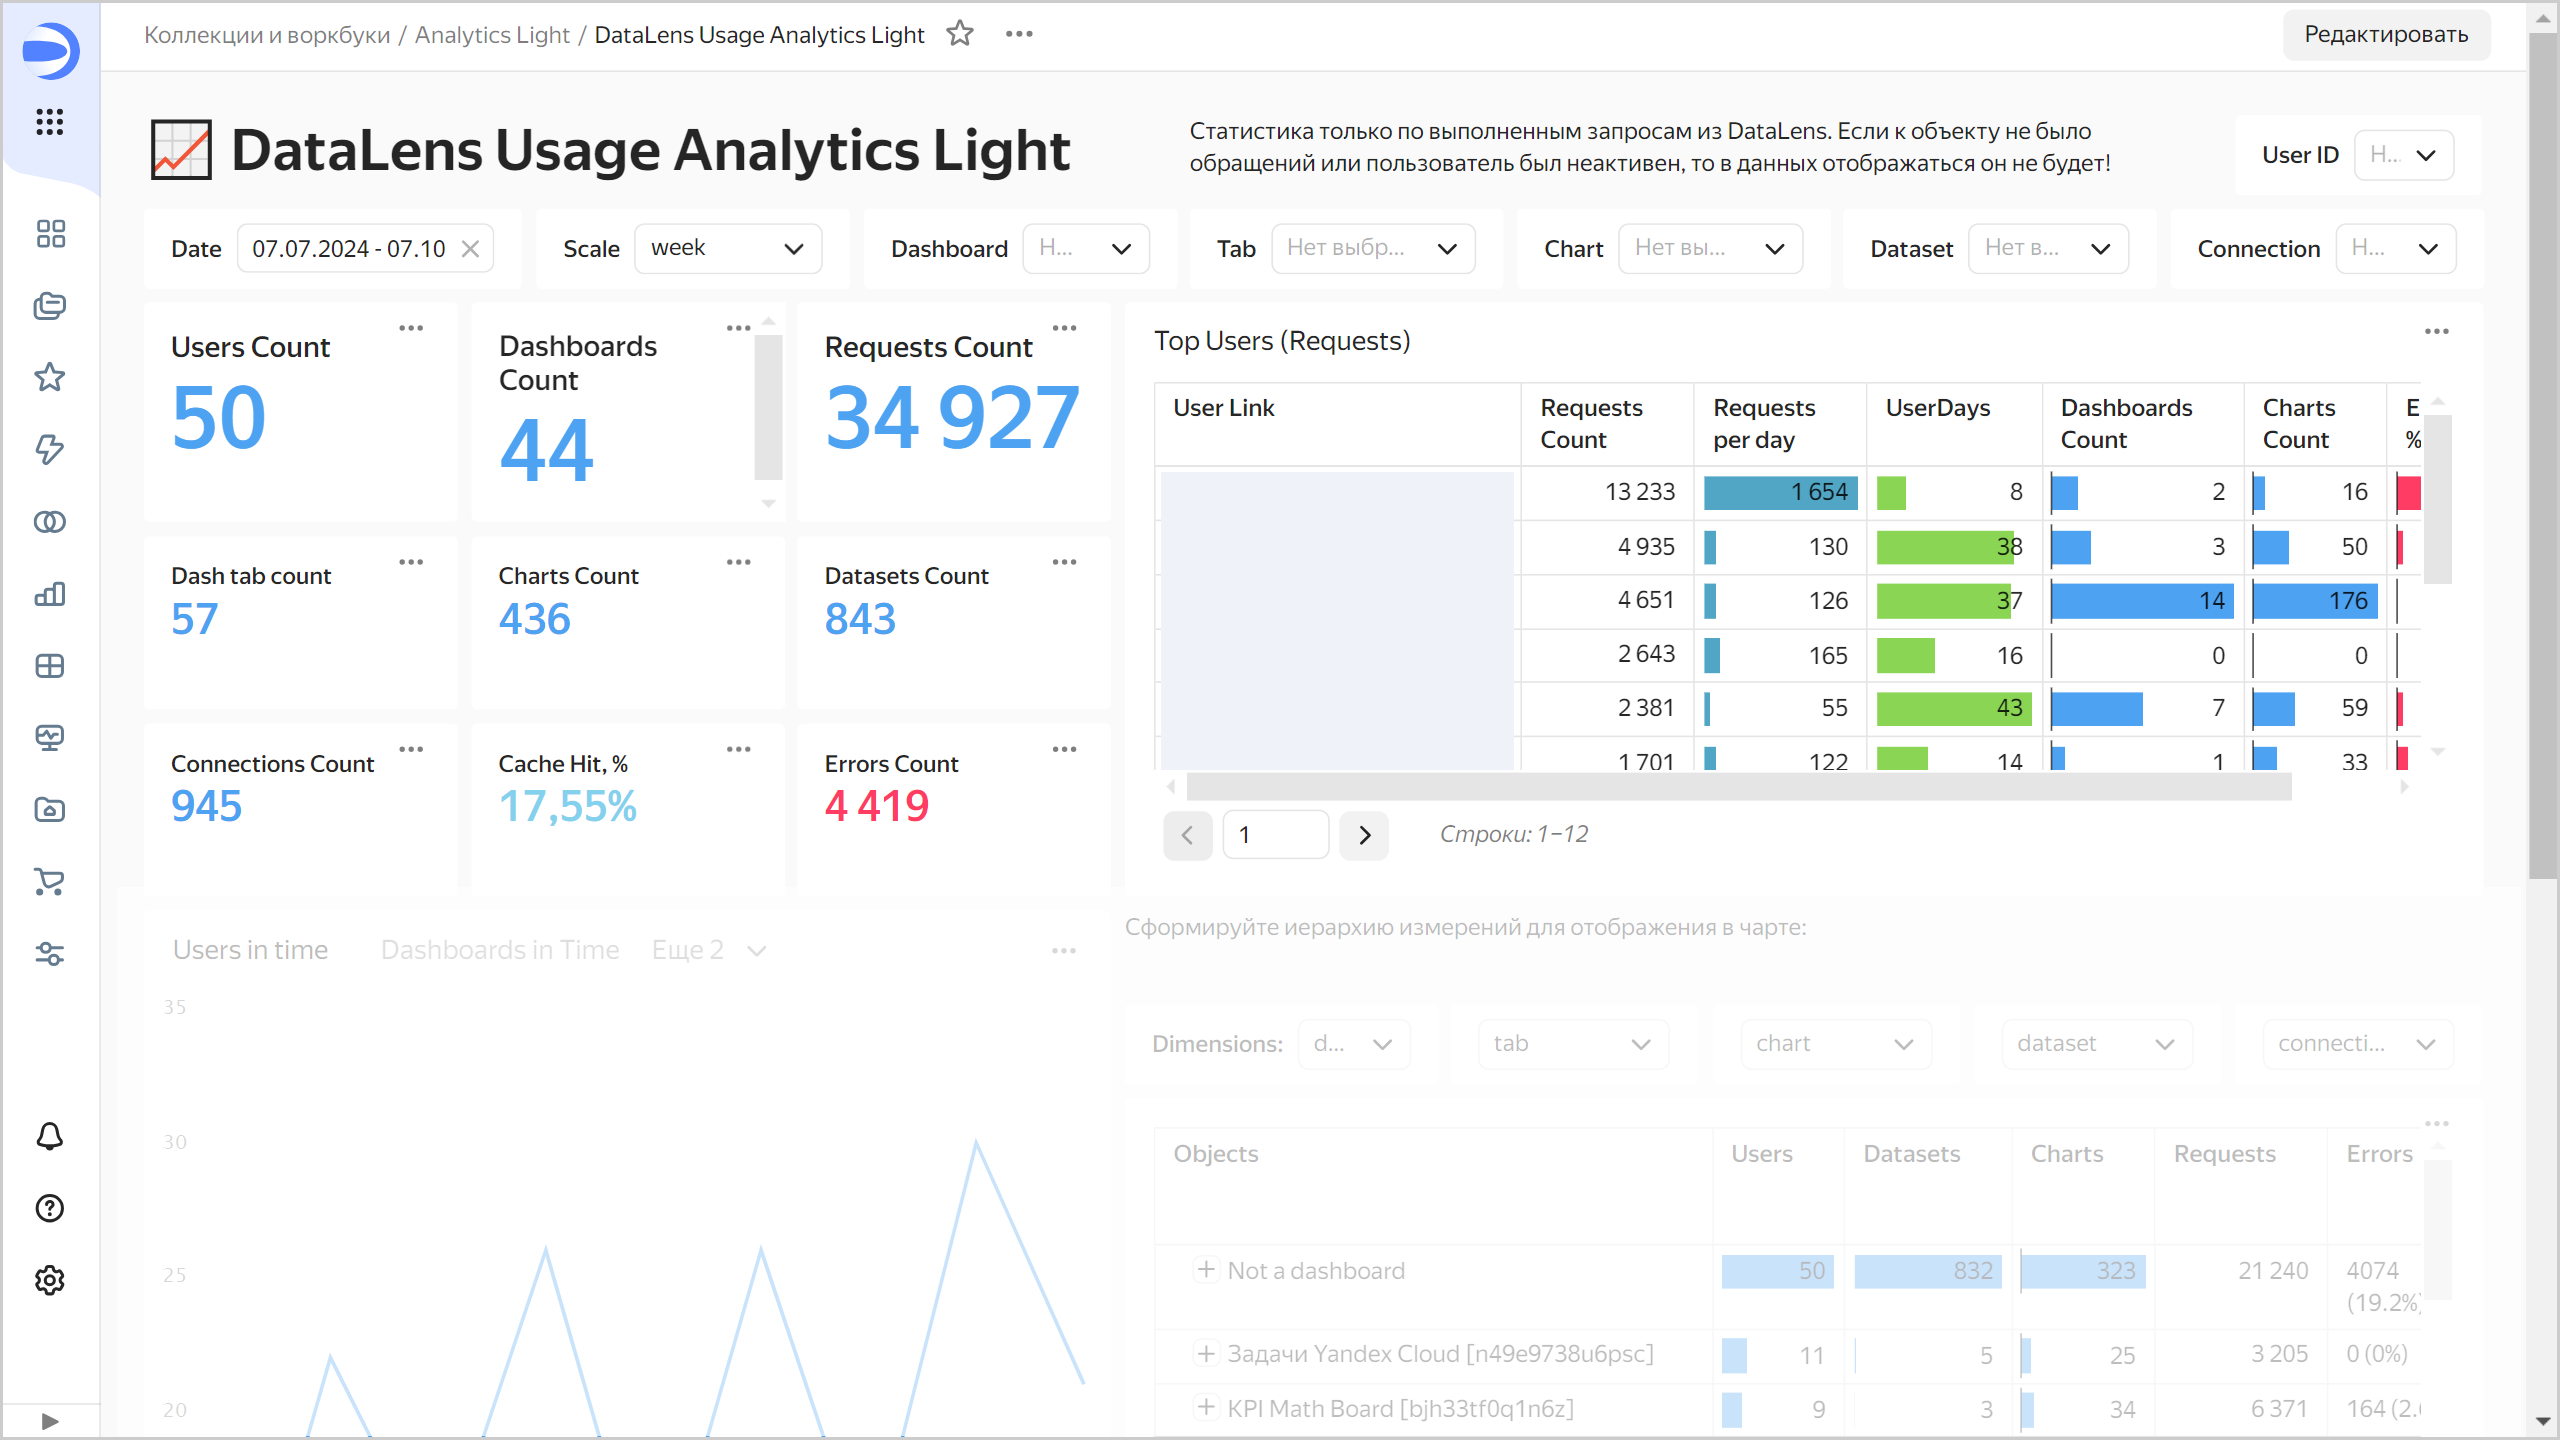 Коллекции и воркбуки / Analytics Light / DataLens Usage Analytics Light
Редактировать
DataLens Usage Analytics Light
Статистика только по выполненным запросам из DataLens. Если к объекту не было
обращений или пользователь был неактивен, то в данных отображаться он не будет!
User ID Н...
Date 07.07.2024 - 07.10
Scale week
Dashboard Н...
Tab Нет выбр...
Chart Нет вы...
Dataset Нет в...
Connection Н...
Users Count
50
Dashboards
Count
44
Requests Count
34 927
Dash tab count
57
Charts Count
436
Datasets Count
843
Connections Count
945
Cache Hit, %
17,55%
Errors Count
4 419
Top Users (Requests)
User Link Requests Count Requests per day UserDays Dashboards Count Charts Count E %
13 233 1 654 8 2 16
4 935 130 38 3 50
4 651 126 37 14 176
2 643 165 16 0 0
2 381 55 43 7 59
1 701 122 14 1 33
1
Строки: 1–12
Users in time Dashboards in Time Еще 2
35
30
25
20
Сформируйте иерархию измерений для отображения в чарте:
Dimensions: d... tab chart dataset connecti...
Objects Users Datasets Charts Requests Errors
Not a dashboard 50 832 323 21 240 4074
(19.2%)
Задачи Yandex Cloud [n49e9738u6psc] 11 5 25 3 205 0 (0%)
KPI Math Board [bjh33tf0q1n6z] 9 3 34 6 371 164 (2.